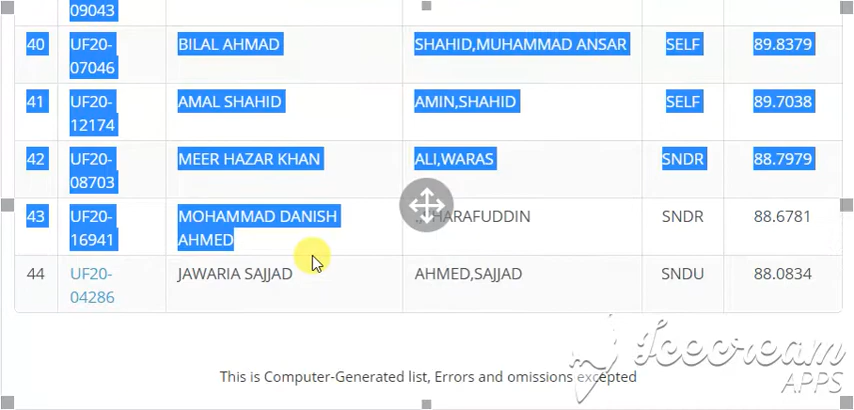 09043
40 UF20- BILAL AHMAD SHAHID,MUHAMMAD ANSAR SELF 89.8379
07046
41 UF20- AMAL SHAHID AMIN,SHAHID SELF 89.7038
12174
42 UF20- MEER HAZAR KHAN ALI,WARAS SNDR 88.7979
08703
43 UF20- MOHAMMAD DANISH SNDR 88.6781
16941 AHMED
44 UF20- JAWARIA SAJJAD AHMED,SAJJAD SNDU 88.0834
04286
This is Computer-Generated list, Errors and omissions excepted
Icecream
APPS